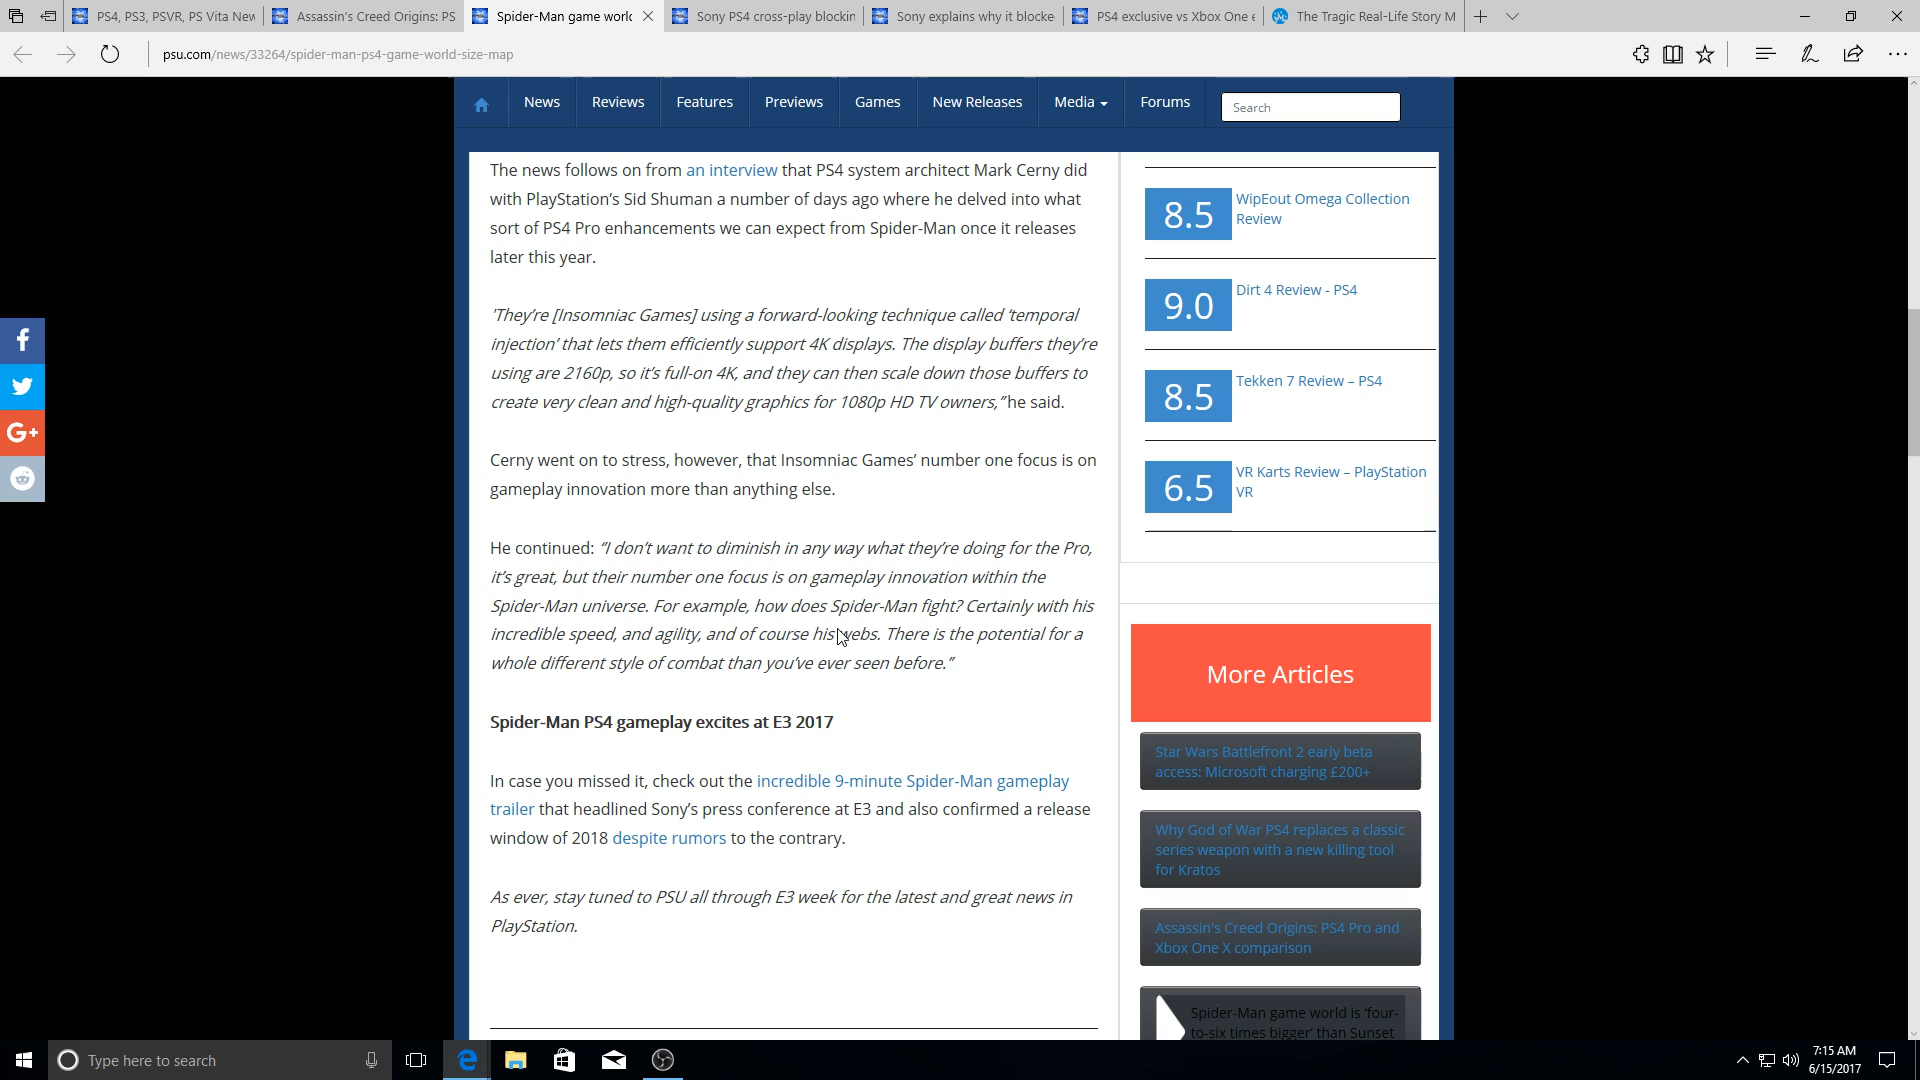 PS4, PS3, PSVR, PS Vita New
Assassin's Creed Origins: PS
Spider-Man game world
Sony PS4 cross-play blockin
Sony explains why it blocke
PS4 exclusive vs Xbox One e
The Tragic Real-Life Story M
psu.com/news/33264/spider-man-ps4-game-world-size-map
News
Reviews
Features
Previews
Games
New Releases
Media
Forums
Search
The news follows on from an interview that PS4 system architect Mark Cerny did
with PlayStation's Sid Shuman a number of days ago where he delved into what
sort of PS4 Pro enhancements we can expect from Spider-Man once it releases
later this year.
'They're [Insomniac Games] using a forward-looking technique called 'temporal
injection' that lets them efficiently support 4K displays. The display buffers they're
using are 2160p, so it's full-on 4K, and they can then scale down those buffers to
create very clean and high-quality graphics for 1080p HD TV owners," he said.
Cerny went on to stress, however, that Insomniac Games' number one focus is on
gameplay innovation more than anything else.
He continued: "I don't want to diminish in any way what they're doing for the Pro,
it's great, but their number one focus is on gameplay innovation within the
Spider-Man universe. For example, how does Spider-Man fight? Certainly with his
incredible speed, and agility, and of course his webs. There is the potential for a
whole different style of combat than you've ever seen before."
Spider-Man PS4 gameplay excites at E3 2017
In case you missed it, check out the incredible 9-minute Spider-Man gameplay
trailer that headlined Sony's press conference at E3 and also confirmed a release
window of 2018 despite rumors to the contrary.
As ever, stay tuned to PSU all through E3 week for the latest and great news in
PlayStation.
8.5
WipEout Omega Collection
Review
9.0
Dirt 4 Review - PS4
8.5
Tekken 7 Review – PS4
6.5
VR Karts Review – PlayStation
VR
More Articles
Star Wars Battlefront 2 early beta
access: Microsoft charging £200+
Why God of War PS4 replaces a classic
series weapon with a new killing tool
for Kratos
Assassin's Creed Origins: PS4 Pro and
Xbox One X comparison
Spider-Man game world is 'four-
to-six times bigger' than Sunset
f
G+
Type here to search
7:15 AM
6/15/2017